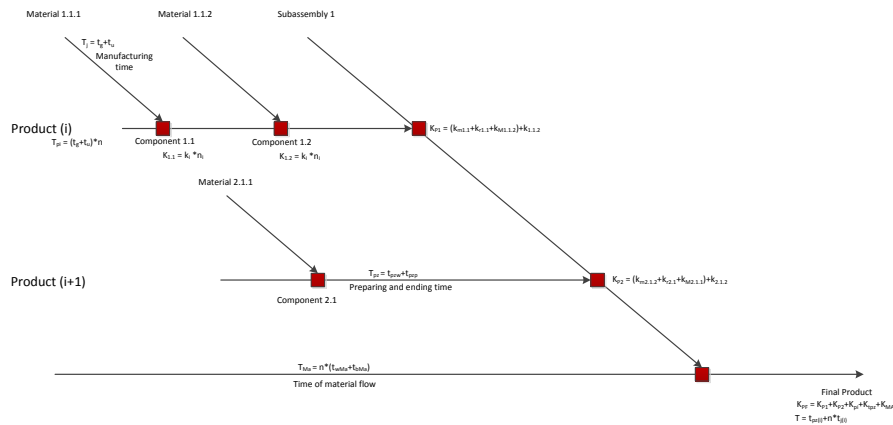 Material 1.1.1
Material 1.1.2
Subassembly 1
Tj = tg+tu
Manufacturing
time
Product (i)
Tpi = (tg+tu)*n
Component 1.1
K1.1 = ki *ni
Component 1.2
K1.2 = ki *ni
KP1 = (km1.1+kr1.1+kM1.1.2)+k1.1.2
Material 2.1.1
Product (i+1)
Component 2.1
Tpz = tpzw+tpzp
Preparing and ending time
KP2 = (km2.1.2+kr2.1+kM2.1.1)+k2.1.2
TMa = n*(twMa+tbMa)
Time of material flow
Final Product
KPF = KP1+KP2+Kpi+Ktpz+KMA
T = tpz(i)+n*tj(i)